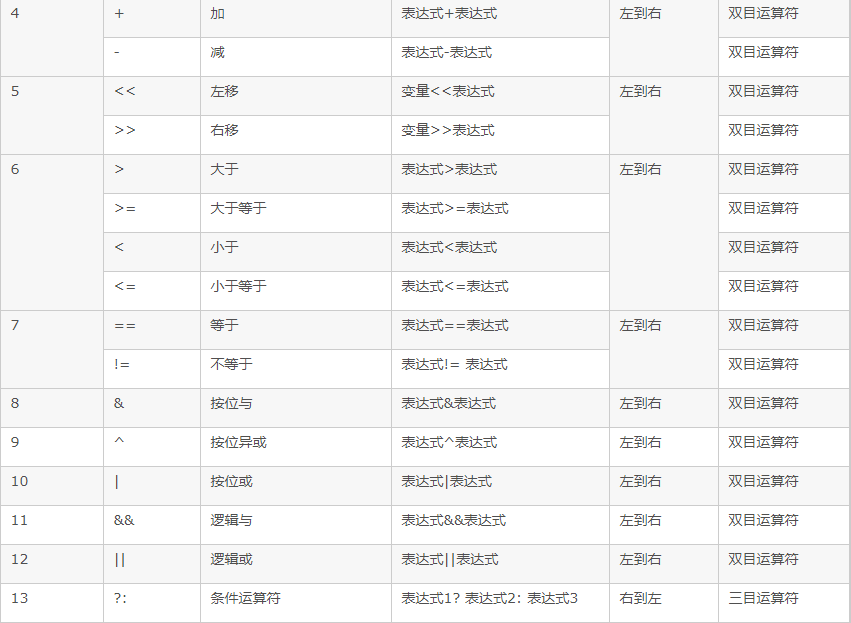 4 + 加 表达式+表达式 左到右 双目运算符
- 减 表达式-表达式 双目运算符
5 << 左移 变量<<表达式 左到右 双目运算符
>> 右移 变量>>表达式 双目运算符
6 > 大于 表达式>表达式 左到右 双目运算符
>= 大于等于 表达式>=表达式 双目运算符
< 小于 表达式<表达式 双目运算符
<= 小于等于 表达式<=表达式 双目运算符
7 == 等于 表达式==表达式 左到右 双目运算符
!= 不等于 表达式!= 表达式 双目运算符
8 & 按位与 表达式&表达式 左到右 双目运算符
9 ^ 按位异或 表达式^表达式 左到右 双目运算符
10 | 按位或 表达式|表达式 左到右 双目运算符
11 && 逻辑与 表达式&&表达式 左到右 双目运算符
12 || 逻辑或 表达式||表达式 左到右 双目运算符
13 ?: 条件运算符 表达式1? 表达式2: 表达式3 右到左 三目运算符